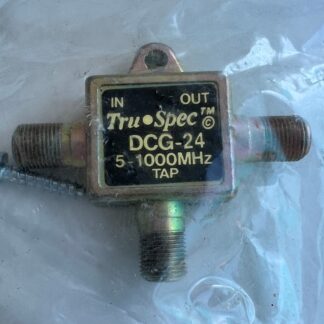 IN OUT
Tru•Spec™
©
DCG-24
5-1000MHz
TAP